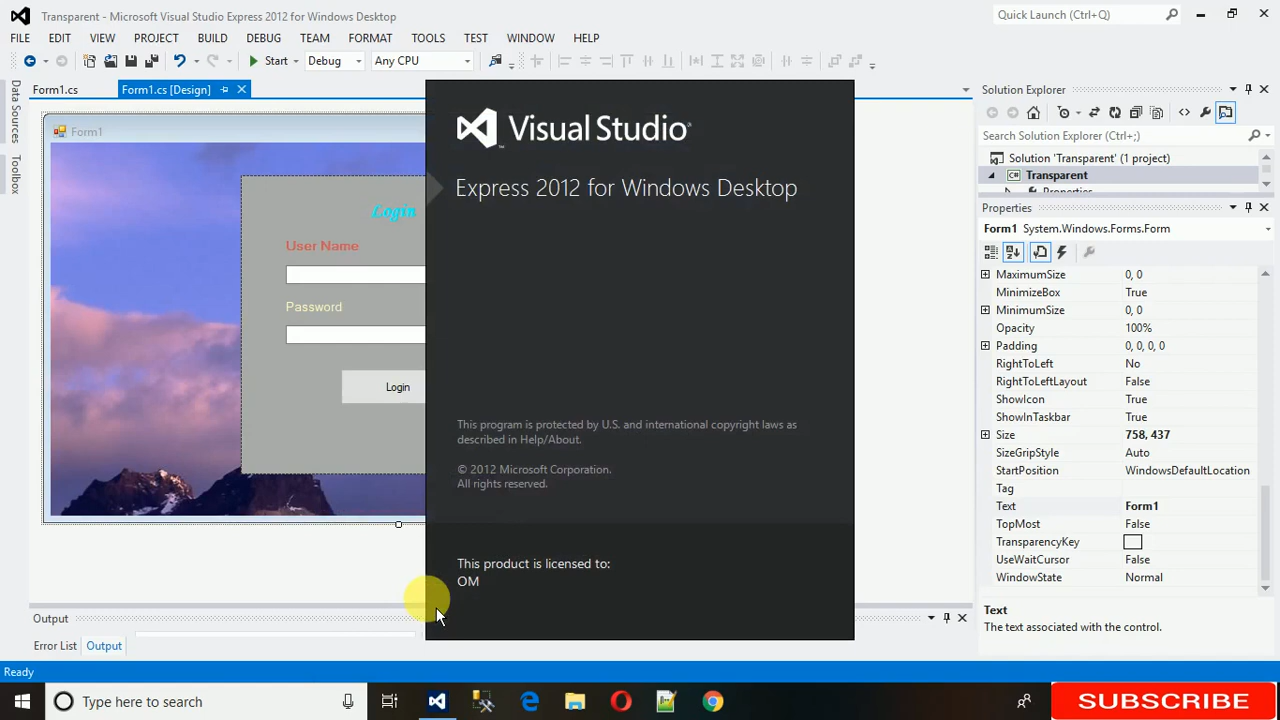 Transparent - Microsoft Visual Studio Express 2012 for Windows Desktop
Quick Launch (Ctrl+Q)
FILE EDIT VIEW PROJECT BUILD DEBUG TEAM FORMAT TOOLS TEST WINDOW HELP
Start Debug Any CPU
Form1.cs Form1.cs [Design]
Data Sources
Toolbox
Form1
Login
User Name
Password
Login
Visual Studio
Express 2012 for Windows Desktop
This program is protected by U.S. and international copyright laws as
described in Help/About.
© 2012 Microsoft Corporation.
All rights reserved.
This product is licensed to:
OM
Solution Explorer
Search Solution Explorer (Ctrl+;)
Solution 'Transparent' (1 project)
Transparent
Properties
Properties
Form1 System.Windows.Forms.Form
MaximumSize 0, 0
MinimizeBox True
MinimumSize 0, 0
Opacity 100%
Padding 0, 0, 0, 0
RightToLeft No
RightToLeftLayout False
ShowIcon True
ShowInTaskbar True
Size 758, 437
SizeGripStyle Auto
StartPosition WindowsDefaultLocation
Tag
Text Form1
TopMost False
TransparencyKey
UseWaitCursor False
WindowState Normal
Text
The text associated with the control.
Output
Error List Output
Ready
Type here to search
SUBSCRIBE